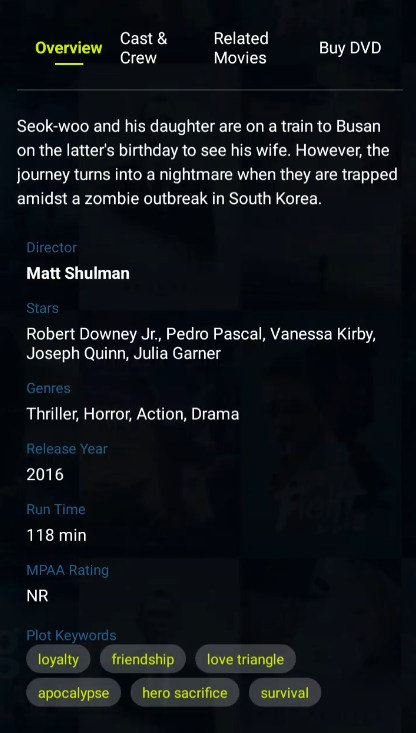 Overview
Cast &
Crew
Related
Movies
Buy DVD
Seok-woo and his daughter are on a train to Busan
on the latter's birthday to see his wife. However, the
journey turns into a nightmare when they are trapped
amidst a zombie outbreak in South Korea.
Director
Matt Shulman
Stars
Robert Downey Jr., Pedro Pascal, Vanessa Kirby,
Joseph Quinn, Julia Garner
Genres
Thriller, Horror, Action, Drama
Release Year
2016
Run Time
118 min
MPAA Rating
NR
Plot Keywords
loyalty friendship love triangle
apocalypse hero sacrifice survival